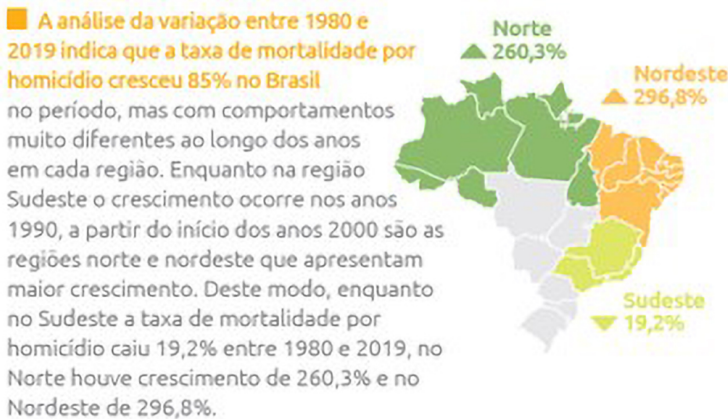 A análise da variação entre 1980 e
2019 indica que a taxa de mortalidade por
homicídio cresceu 85% no Brasil
no período, mas com comportamentos
muito diferentes ao longo dos anos
em cada região. Enquanto na região
Sudeste o crescimento ocorre nos anos
1990, a partir do início dos anos 2000 são as
regiões norte e nordeste que apresentam
maior crescimento. Deste modo, enquanto
no Sudeste a taxa de mortalidade por
homicídio caiu 19,2% entre 1980 e 2019, no
Norte houve crescimento de 260,3% e no
Nordeste de 296,8%.
Norte
260,3%
Nordeste
296,8%
Sudeste
19,2%